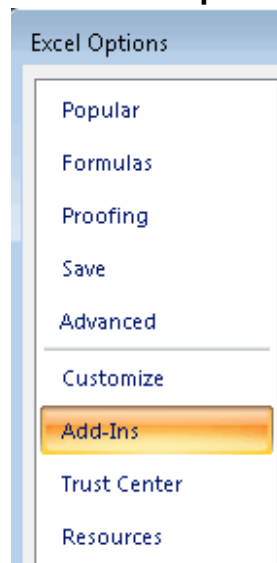 Excel Options
Popular
Formulas
Proofing
Save
Advanced
Customize
Add-Ins
Trust Center
Resources